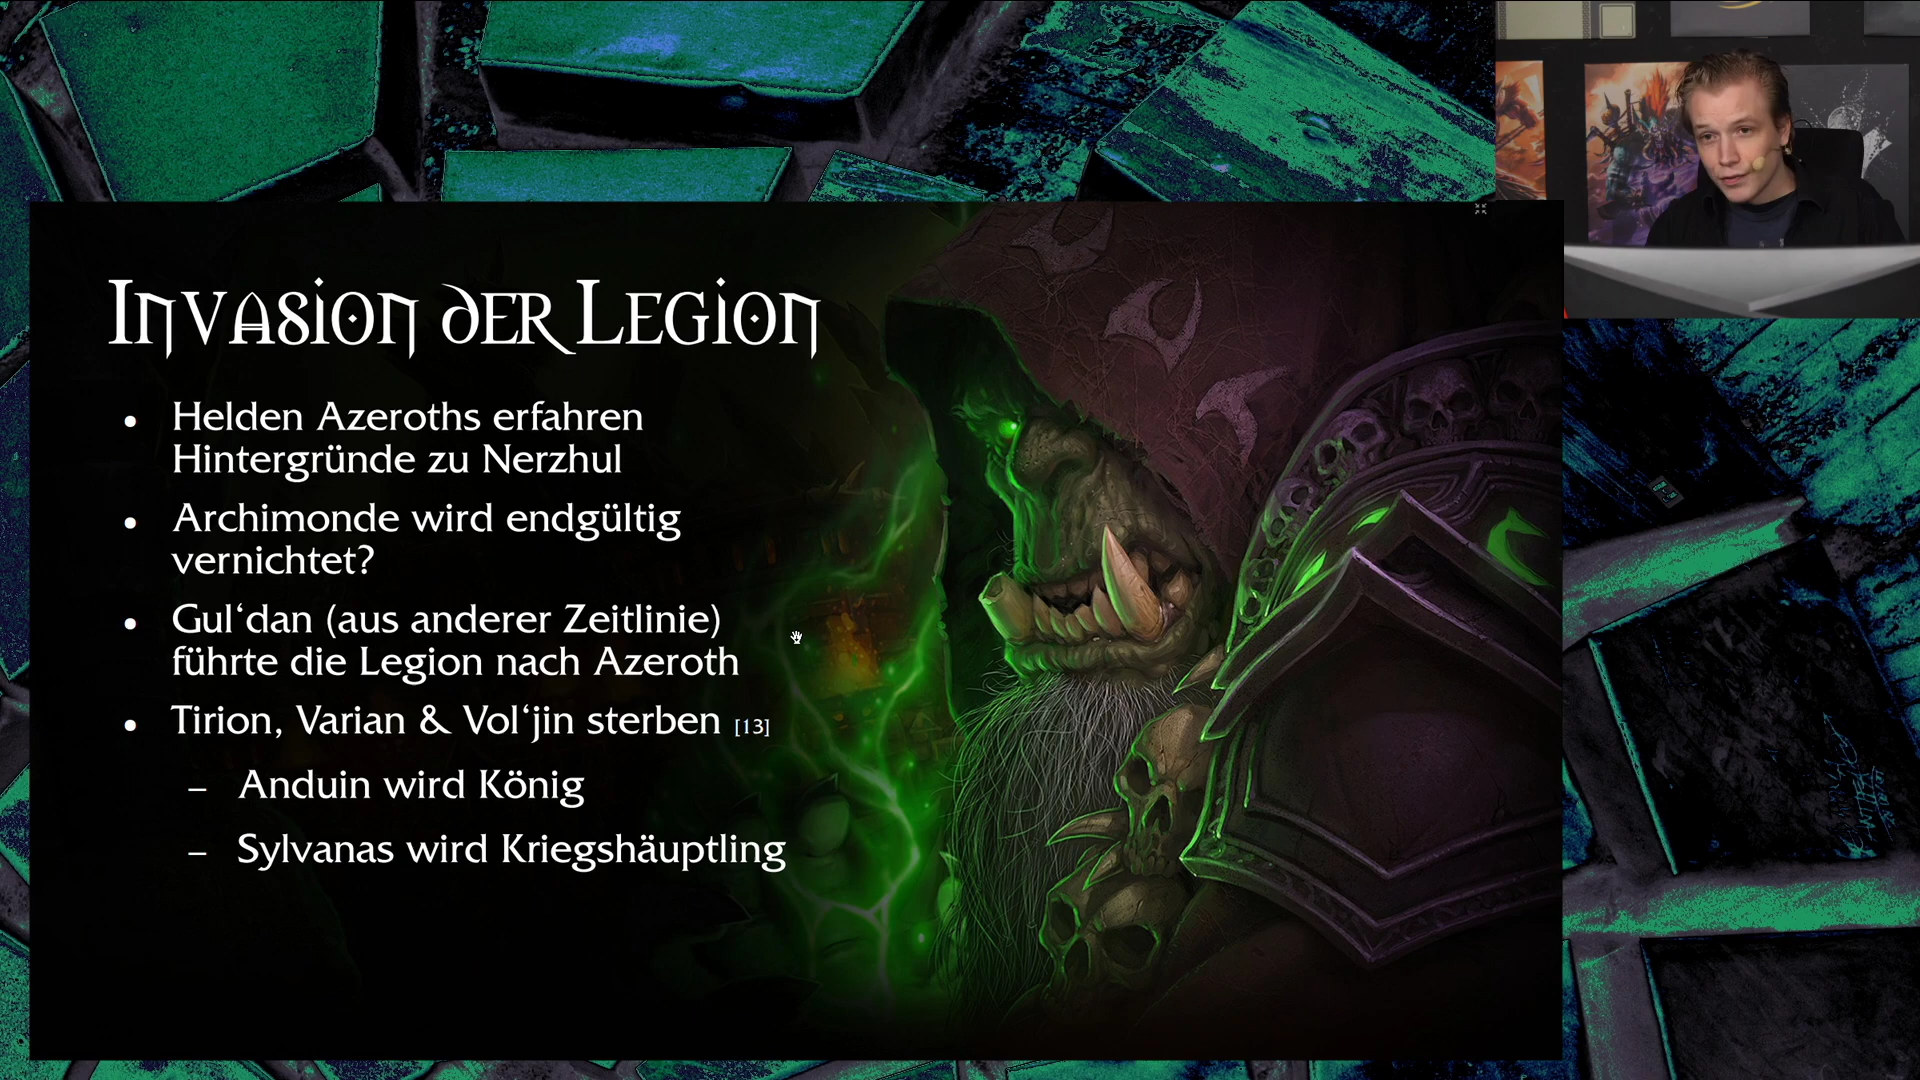 Invasion der Legion
• Helden Azeroths erfahren
Hintergründe zu Nerzhul
• Archimonde wird endgültig
vernichtet?
• Gul‘dan (aus anderer Zeitlinie)
führte die Legion nach Azeroth
• Tirion, Varian & Vol‘jin sterben [13]
– Anduin wird König
– Sylvanas wird Kriegshäuptling